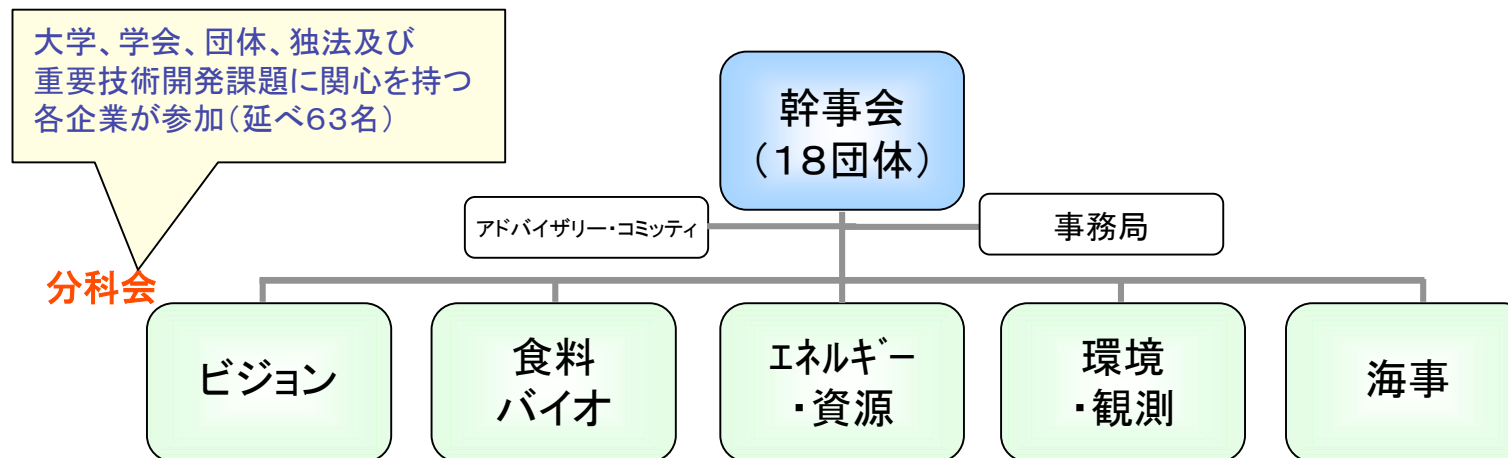 大学、学会、団体、独法及び
重要技術開発課題に関心を持つ
各企業が参加（延べ６３名）
幹事会
（１８団体）
アドバイザリー・コミッティ
事務局
分科会
ビジョン
食料
バイオ
エネルギー
・資源
環境
・観測
海事